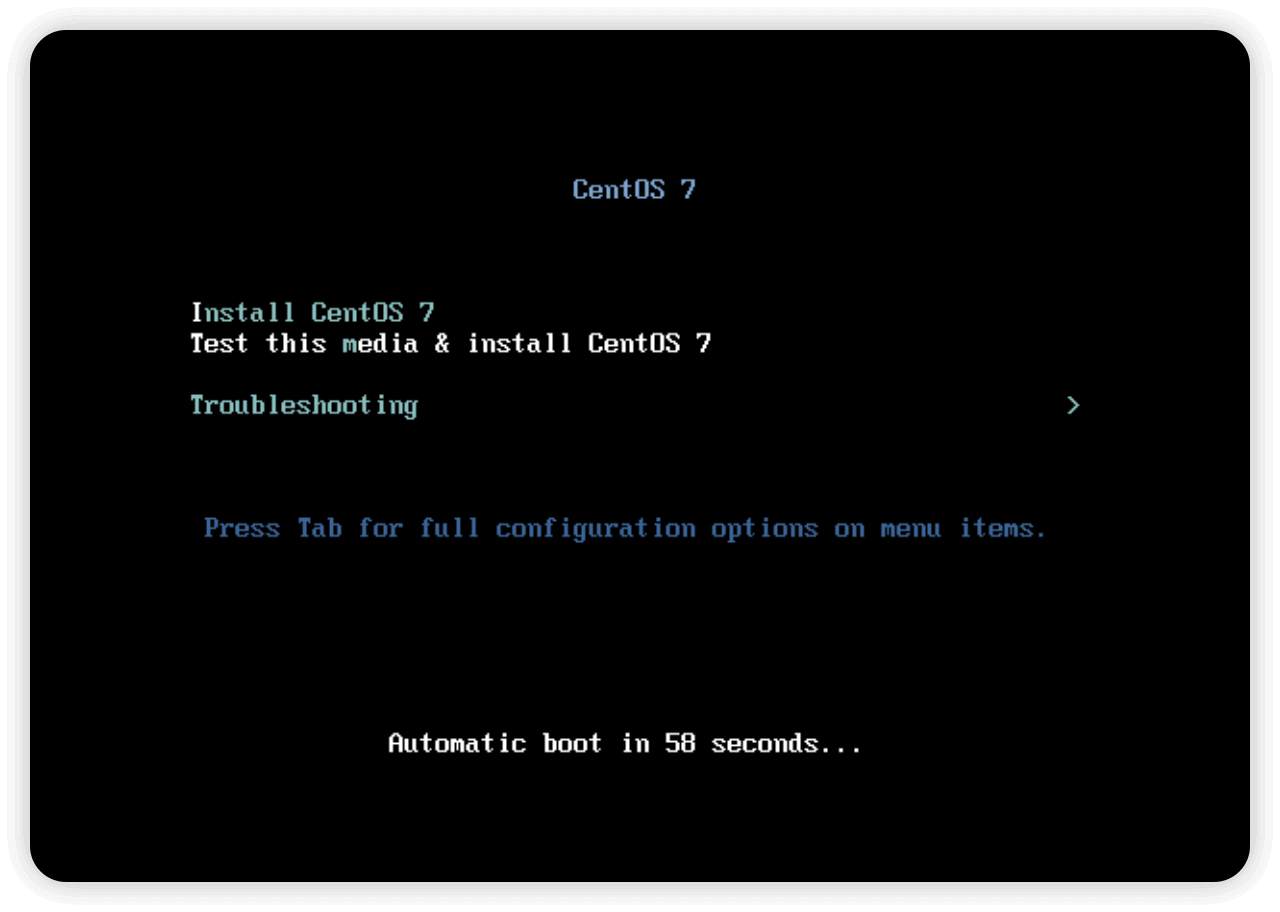 CentOS 7
Install CentOS 7
Test this media & install CentOS 7
Troubleshooting >
Press Tab for full configuration options on menu items.
Automatic boot in 58 seconds...